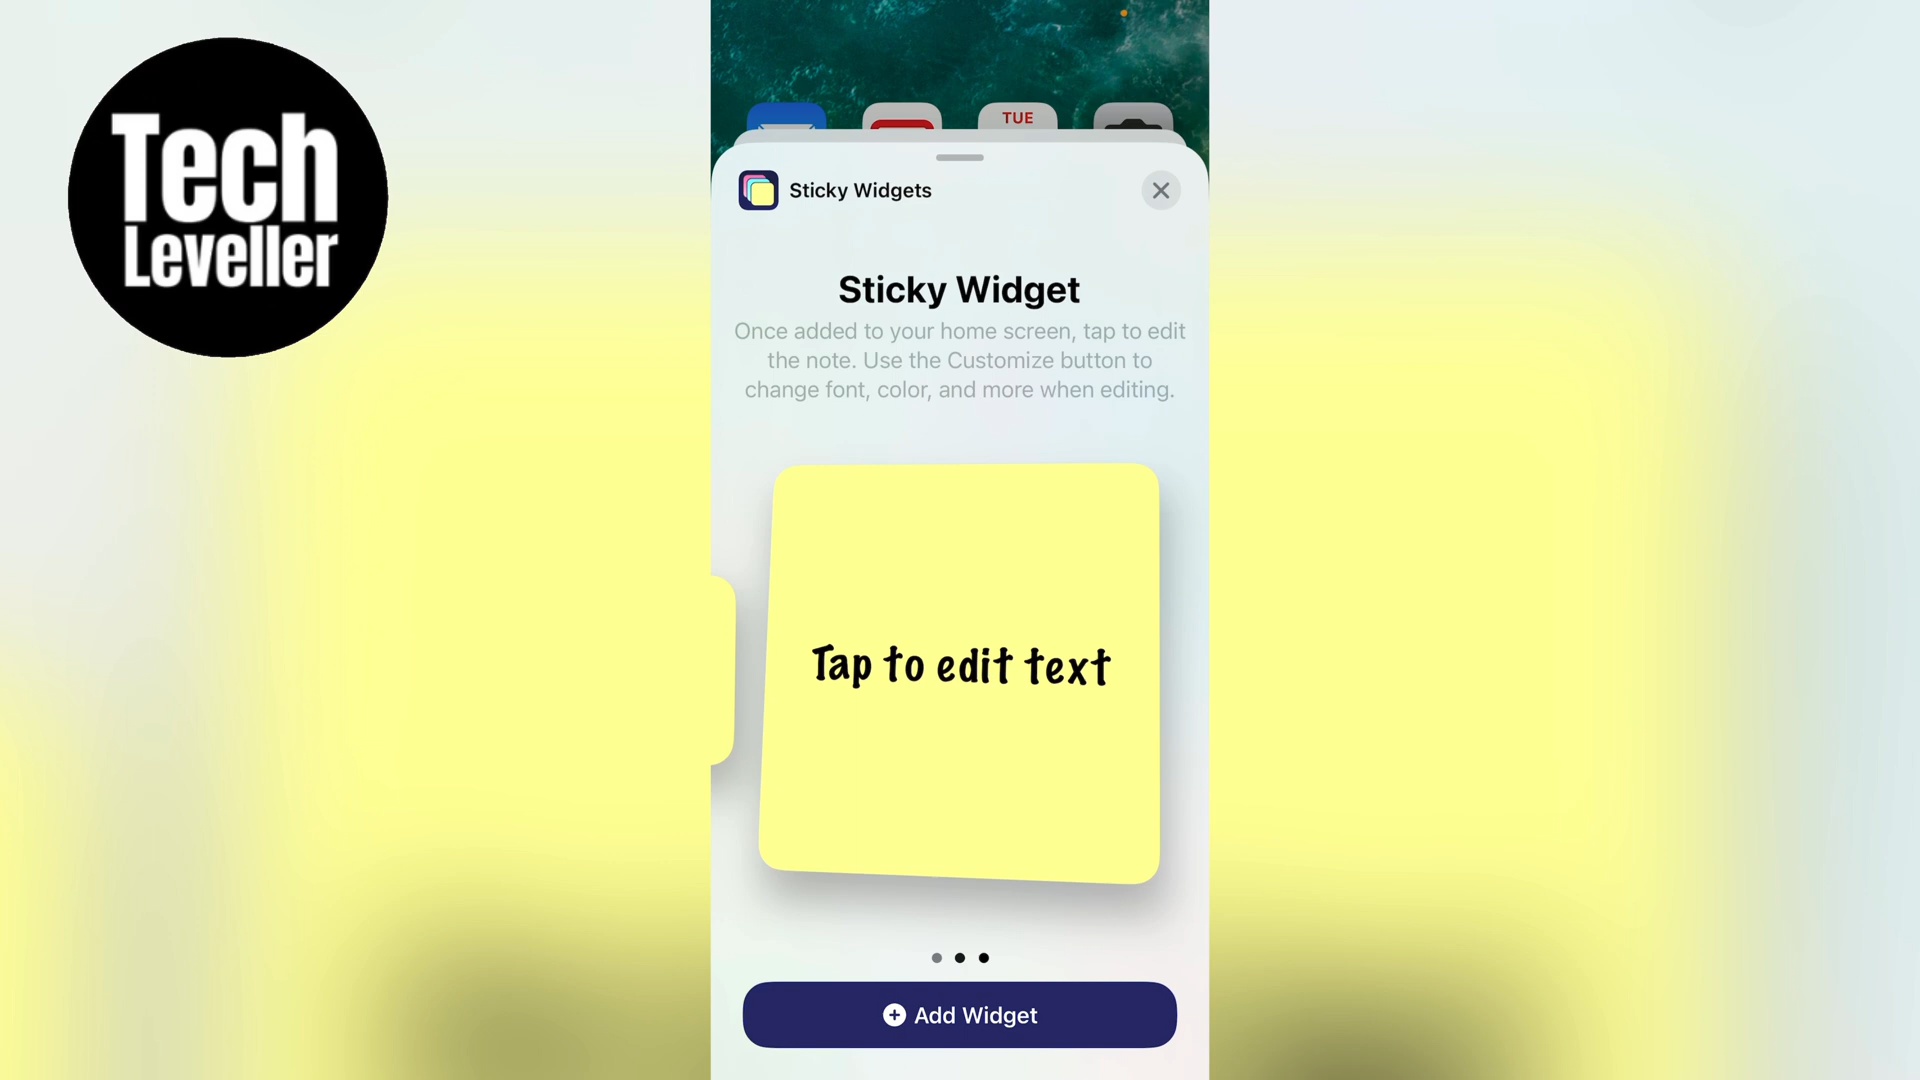 Tech
Leveller
TUE
Sticky Widgets
Sticky Widget
Once added to your home screen, tap to edit
the note. Use the Customize button to
change font, color, and more when editing.
Tap to edit text
Add Widget